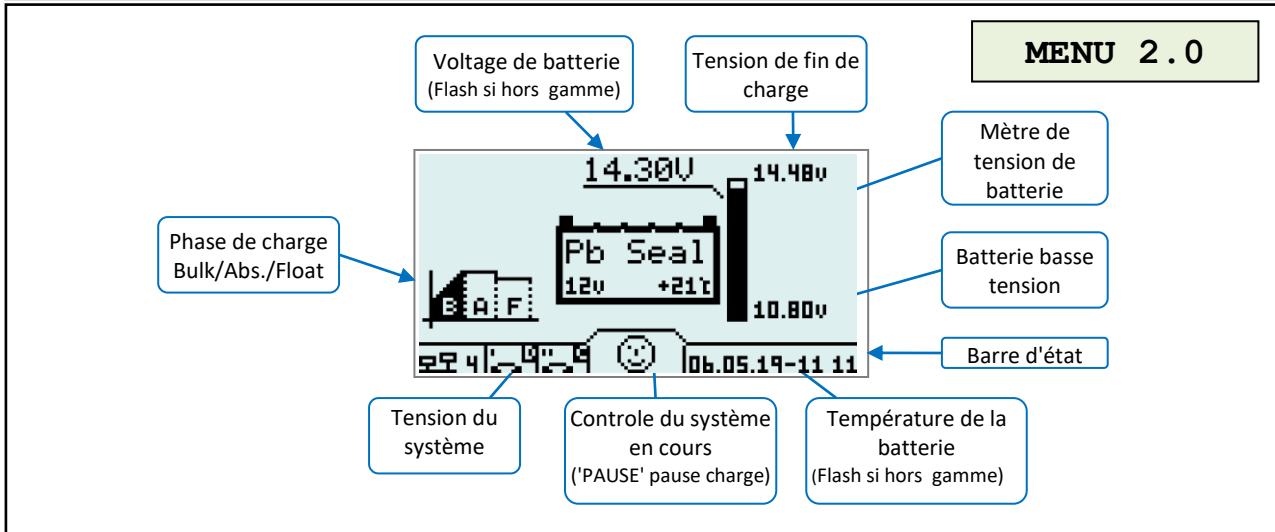 MENU 2.0
Voltage de batterie
(Flash si hors gamme)
Tension de fin de
charge
Mètre de
tension de
batterie
Phase de charge
Bulk/Abs./Float
Batterie basse
tension
Barre d'état
14.30V
14.48v
Pb Seal
12v +21℃
10.80v
B A F
4
06.05.19-11 11
Tension du
système
Controle du système
en cours
('PAUSE' pause charge)
Température de la
batterie
(Flash si hors gamme)